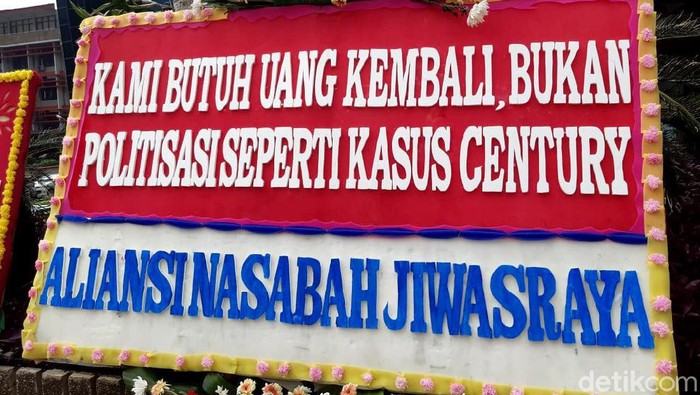 KAMI BUTUH UANG KEMBALI, BUKAN
POLITISASI SEPERTI KASUS CENTURY
ALIANSI NASABAH JIWASRAYA
detikcom